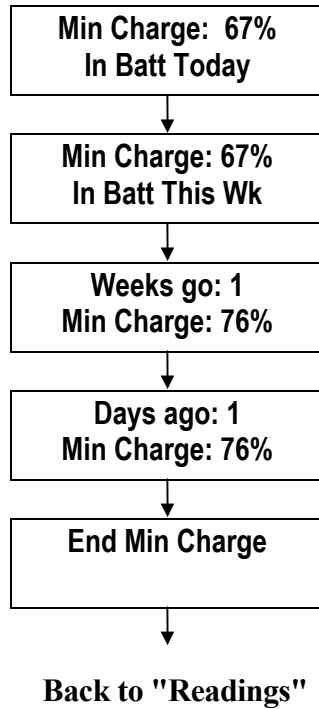 Min Charge:  67%
In Batt Today
Min Charge: 67%
In Batt This Wk
Weeks go: 1
Min Charge: 76%
Days ago: 1
Min Charge: 76%
End Min Charge
Back to "Readings"